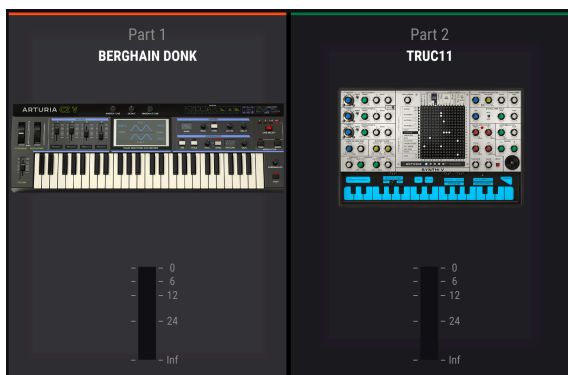 Part 1
BERGHAIN DONK
ARTURIA CZ V
0
6
12
24
Inf
Part 2
TRUC11
SYNTHI V
0
6
12
24
Inf